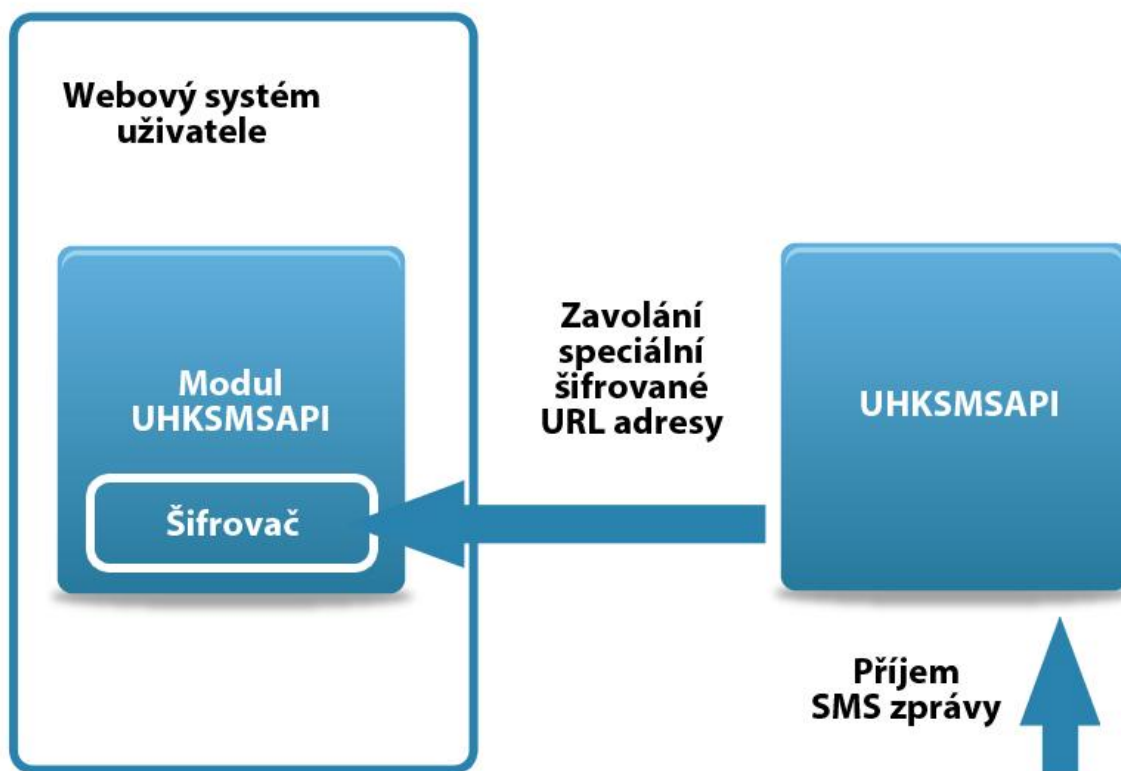 Webový systém
uživatele
Modul
UHKSMSAPI
Šifrovač
Zavolání
speciální
šifrované
URL adresy
UHKSMSAPI
Příjem
SMS zprávy